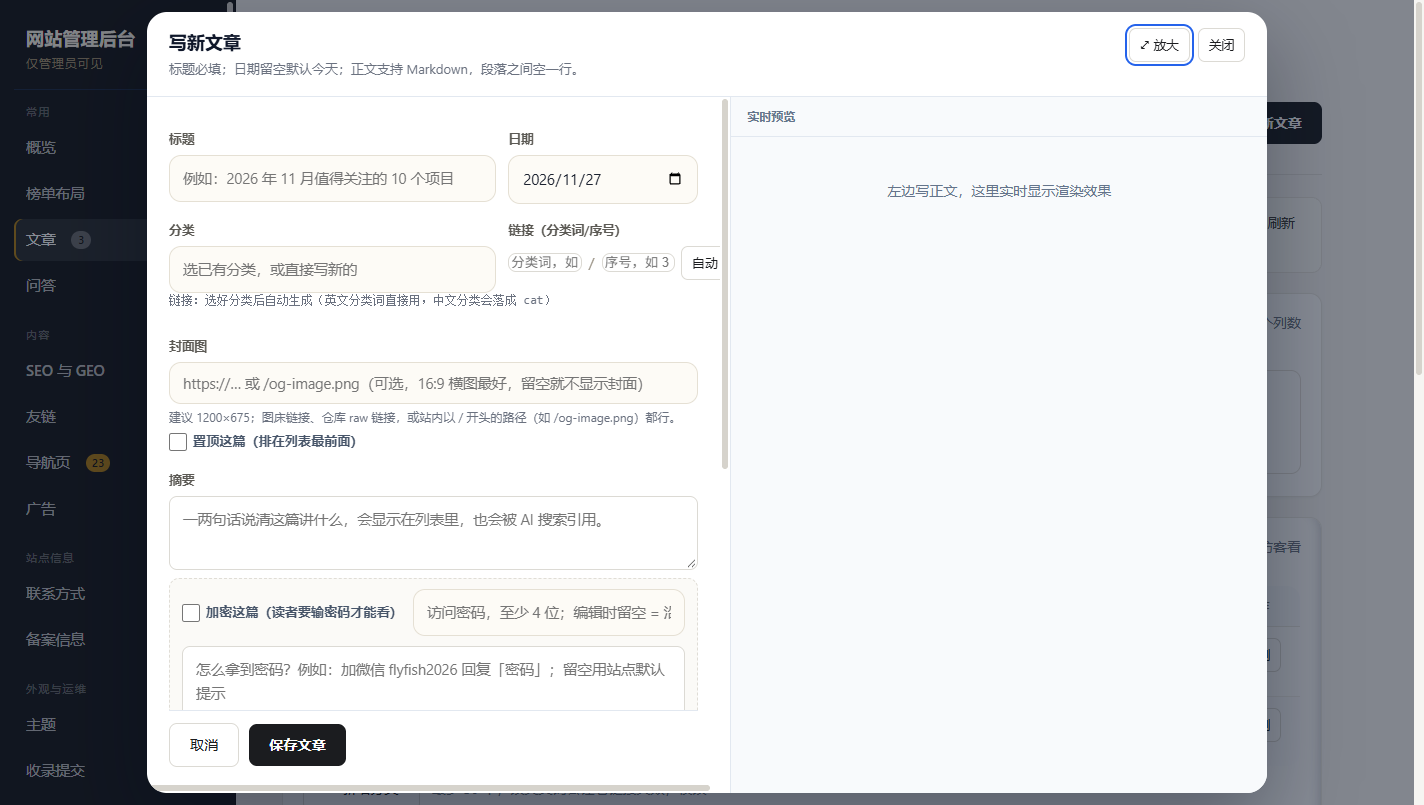 网站管理后台
仅管理员可见
常用
概览
榜单布局
文章 3
问答
内容
SEO 与 GEO
友链
导航页 23
广告
站点信息
联系方式
备案信息
外观与运维
主题
收录提交
写新文章
标题必填；日期留空默认今天；正文支持 Markdown，段落之间空一行。
⤢ 放大
关闭
标题
例如：2026 年 11 月值得关注的 10 个项目
日期
2026/11/27
分类
选已有分类，或直接写新的
链接（分类词/序号）
分类词，如 / 序号，如 3 自动
链接：选好分类后自动生成（英文分类词直接用，中文分类会落成 cat）
封面图
https://... 或 /og-image.png（可选，16:9 横图最好，留空就不显示封面）
建议 1200×675；图床链接、仓库 raw 链接，或站内以 / 开头的路径（如 /og-image.png）都行。
置顶这篇（排在列表最前面）
摘要
一两句话说清这篇讲什么，会显示在列表里，也会被 AI 搜索引用。
加密这篇（读者要输密码才能看）
访问密码，至少 4 位；编辑时留空 =
怎么拿到密码？例如：加微信 flyfish2026 回复「密码」；留空用站点默认
提示
取消
保存文章
实时预览
左边写正文，这里实时显示渲染效果
新文章
刷新
个列数
访客看